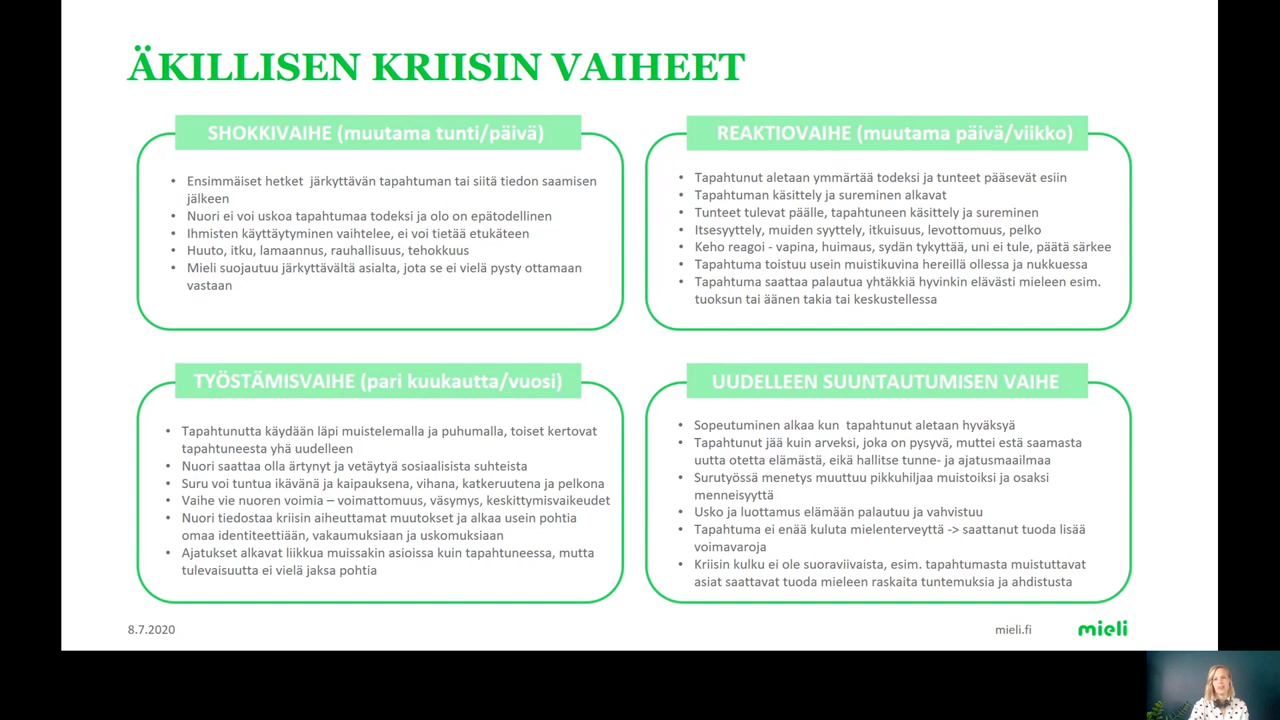 ÄKILLISEN KRIISIN VAIHEET
SHOKKIVAIHE (muutama tunti/päivä)
• Ensimmäiset hetket järkyttävän tapahtuman tai siitä tiedon saamisen
jälkeen
• Nuori ei voi uskoa tapahtumaa todeksi ja olo on epätodellinen
• Ihmisten käyttäytyminen vaihtelee, ei voi tietää etukäteen
• Huuto, itku, lamaannus, rauhallisuus, tehokkuus
• Mieli suojautuu järkyttävältä asialta, jota se ei vielä pysty ottamaan
vastaan
REAKTIOVAIHE (muutama päivä/viikko)
• Tapahtunut aletaan ymmärtää todeksi ja tunteet pääsevät esiin
• Tapahtuman käsittely ja sureminen alkavat
• Tunteet tulevat päälle, tapahtuneen käsittely ja sureminen
• Itsesyyttely, muiden syyttely, itkuisuus, levottomuus, pelko
• Keho reagoi - vapina, huimaus, sydän tykyttää, uni ei tule, päätä särkee
• Tapahtuma toistuu usein muistikuvina hereillä ollessa ja nukkuessa
• Tapahtuma saattaa palautua yhtäkkiä hyvinkin elävästi mieleen esim.
tuoksun tai äänen takia tai keskustellessa
TYÖSTÄMISVAIHE (pari kuukautta/vuosi)
• Tapahtunutta käydään läpi muistelemalla ja puhumalla, toiset kertovat
tapahtuneesta yhä uudelleen
• Nuori saattaa olla ärtynyt ja vetäytyä sosiaalisista suhteista
• Suru voi tuntua ikävänä ja kaipauksena, vihana, katkeruutena ja pelkona
• Vaihe vie nuoren voimia – voimattomuus, väsymys, keskittymisvaikeudet
• Nuori tiedostaa kriisin aiheuttamat muutokset ja alkaa usein pohtia
omaa identiteettiään, vakaumuksiaan ja uskomuksiaan
• Ajatukset alkavat liikkua muissakin asioissa kuin tapahtuneessa, mutta
tulevaisuutta ei vielä jaksa pohtia
UUDELLEEN SUUNTAUTUMISEN VAIHE
• Sopeutuminen alkaa kun tapahtunut aletaan hyväksyä
• Tapahtunut jää kuin arveksi, joka on pysyvä, muttei estä saamasta
uutta otetta elämästä, eikä hallitse tunne- ja ajatusmaailmaa
• Surutyössä menetys muuttuu pikkuhiljaa muistoiksi ja osaksi
menneisyyttä
• Usko ja luottamus elämään palautuu ja vahvistuu
• Tapahtuma ei enää kuluta mielenterveyttä -> saattanut tuoda lisää
voimavaroja
• Kriisin kulku ei ole suoraviivaista, esim. tapahtumasta muistuttavat
asiat saattavat tuoda mieleen raskaita tuntemuksia ja ahdistusta
8.7.2020
mieli.fi
mieli